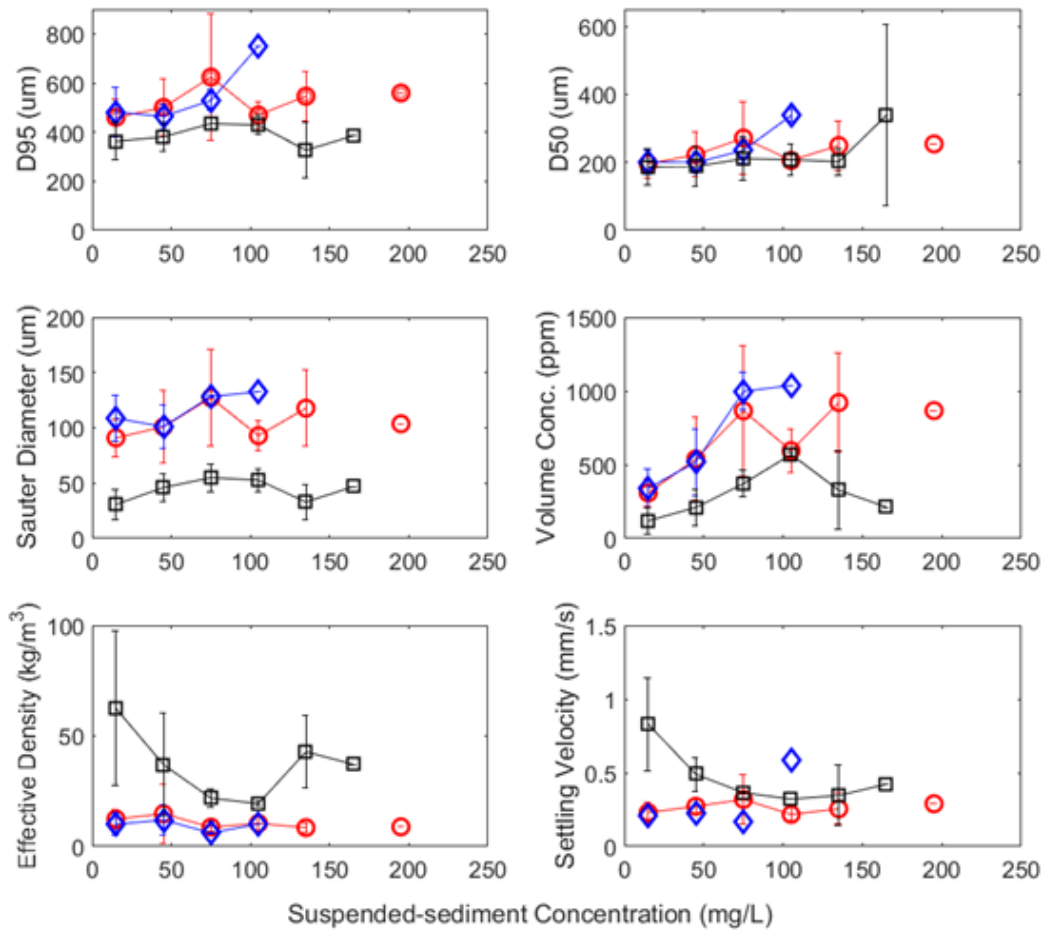 D95 (um)
800
600
400
200
0
0 50 100 150 200 250
D50 (um)
600
400
200
0
0 50 100 150 200 250
Sauter Diameter (um)
200
150
100
50
0
0 50 100 150 200 250
Volume Conc. (ppm)
1500
1000
500
0
0 50 100 150 200 250
Effective Density (kg/m³)
100
50
0
0 50 100 150 200 250
Settling Velocity (mm/s)
1.5
1
0.5
0
0 50 100 150 200 250
Suspended-sediment Concentration (mg/L)